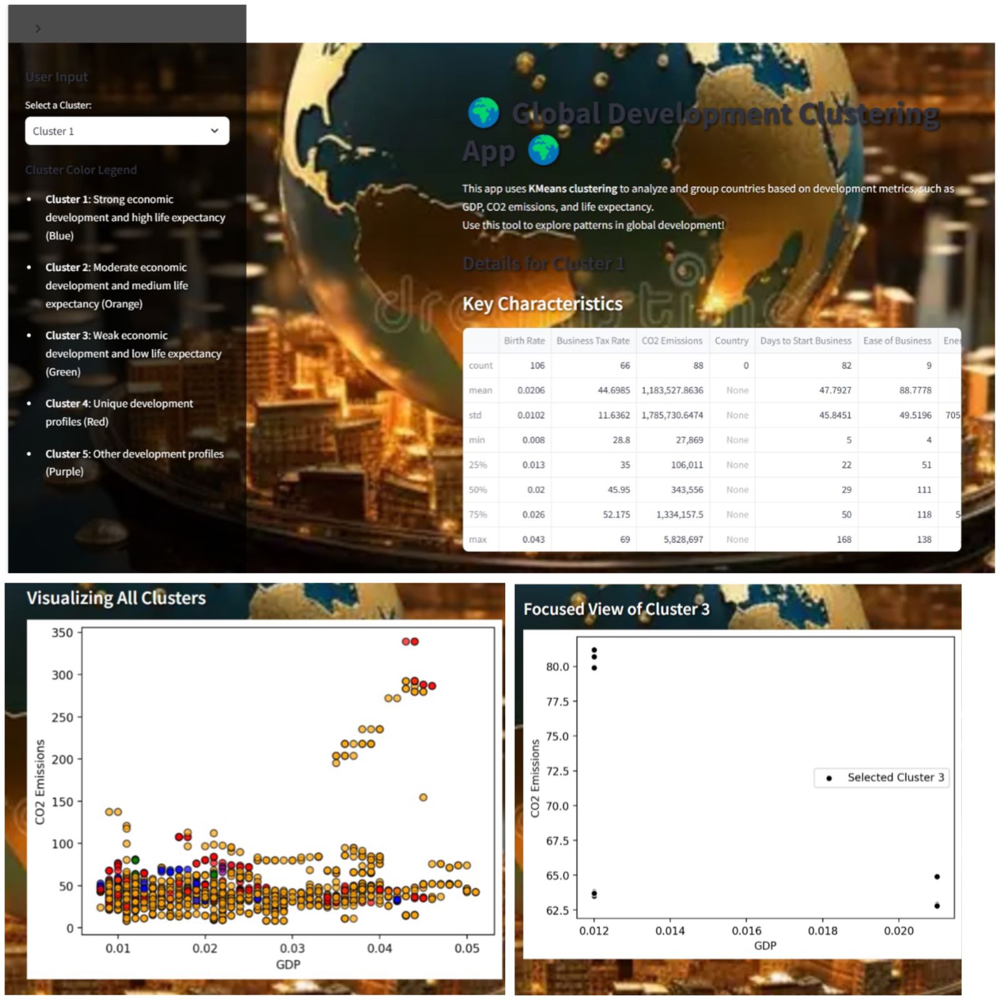 User Input
Select a Cluster:
Cluster 1
Cluster Color Legend
Cluster 1: Strong economic
development and high life expectancy
(Blue)
Cluster 2: Moderate economic
development and medium life
expectancy (Orange)
Cluster 3: Weak economic
development and low life expectancy
(Green)
Cluster 4: Unique development
profiles (Red)
Cluster 5: Other development profiles
(Purple)
Global Development Clustering
App
This app uses KMeans clustering to analyze and group countries based on development metrics, such as
GDP, CO2 emissions, and life expectancy.
Use this tool to explore patterns in global development!
Details for Cluster 1
dreamstime
Key Characteristics
Birth Rate Business Tax Rate CO2 Emissions Country Days to Start Business Ease of Business Ener
count 106 66 88 0 82 9
mean 0.0206 44.6985 1,183,527.8636 None 47.7927 88.7778
std 0.0102 11.6362 1,785,730.6474 None 45.8451 49.5196 705
min 0.008 28.8 27,869 None 5 4
25% 0.013 35 106,011 None 22 51
50% 0.02 45.95 343,556 None 29 111
75% 0.026 52.175 1,334,157.5 None 50 118 5
max 0.043 69 5,828,697 None 168 138
Visualizing All Clusters
CO2 Emissions
350
300
250
200
150
100
50
0
0.01 0.02 0.03 0.04 0.05
GDP
Focused View of Cluster 3
CO2 Emissions
80.0
77.5
75.0
72.5
70.0
67.5
65.0
62.5
Selected Cluster 3
0.012 0.014 0.016 0.018 0.020
GDP